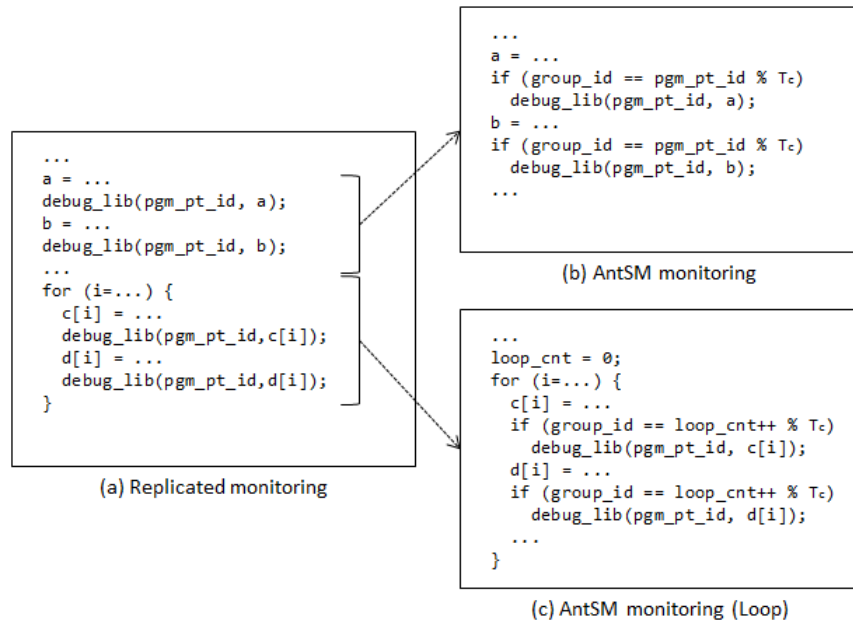 ...
a = ...
debug_lib(pgm_pt_id, a);
b = ...
debug_lib(pgm_pt_id, b);
...
for (i=...) {
c[i] = ...
debug_lib(pgm_pt_id,c[i]);
d[i] = ...
debug_lib(pgm_pt_id,d[i]);
}
(a) Replicated monitoring
...
a = ...
if (group_id == pgm_pt_id % Tc)
debug_lib(pgm_pt_id, a);
b = ...
if (group_id == pgm_pt_id % Tc)
debug_lib(pgm_pt_id, b);
...
(b) AntSM monitoring
...
loop_cnt = 0;
for (i=...) {
c[i] = ...
if (group_id == loop_cnt++ % Tc)
debug_lib(pgm_pt_id, c[i]);
d[i] = ...
if (group_id == loop_cnt++ % Tc)
debug_lib(pgm_pt_id, d[i]);
...
}
(c) AntSM monitoring (Loop)